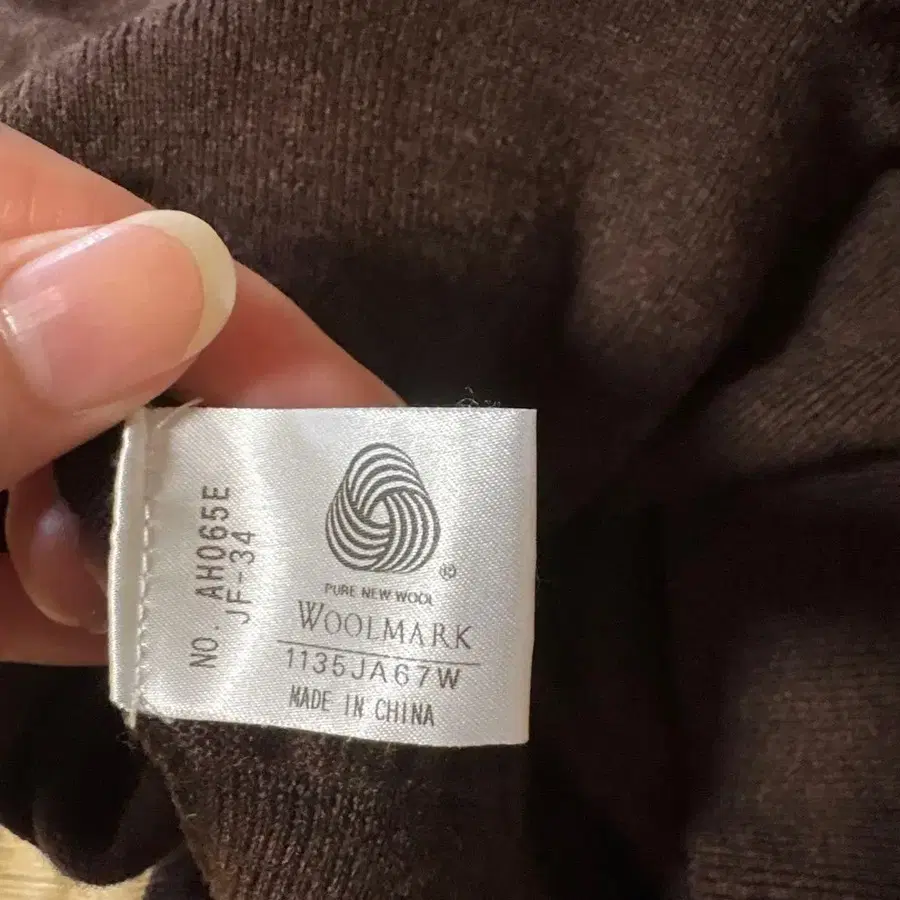 NO. AH065E
JF-34
®
PURE NEW WOOL
WOOLMARK
1135JA67W
MADE IN CHINA